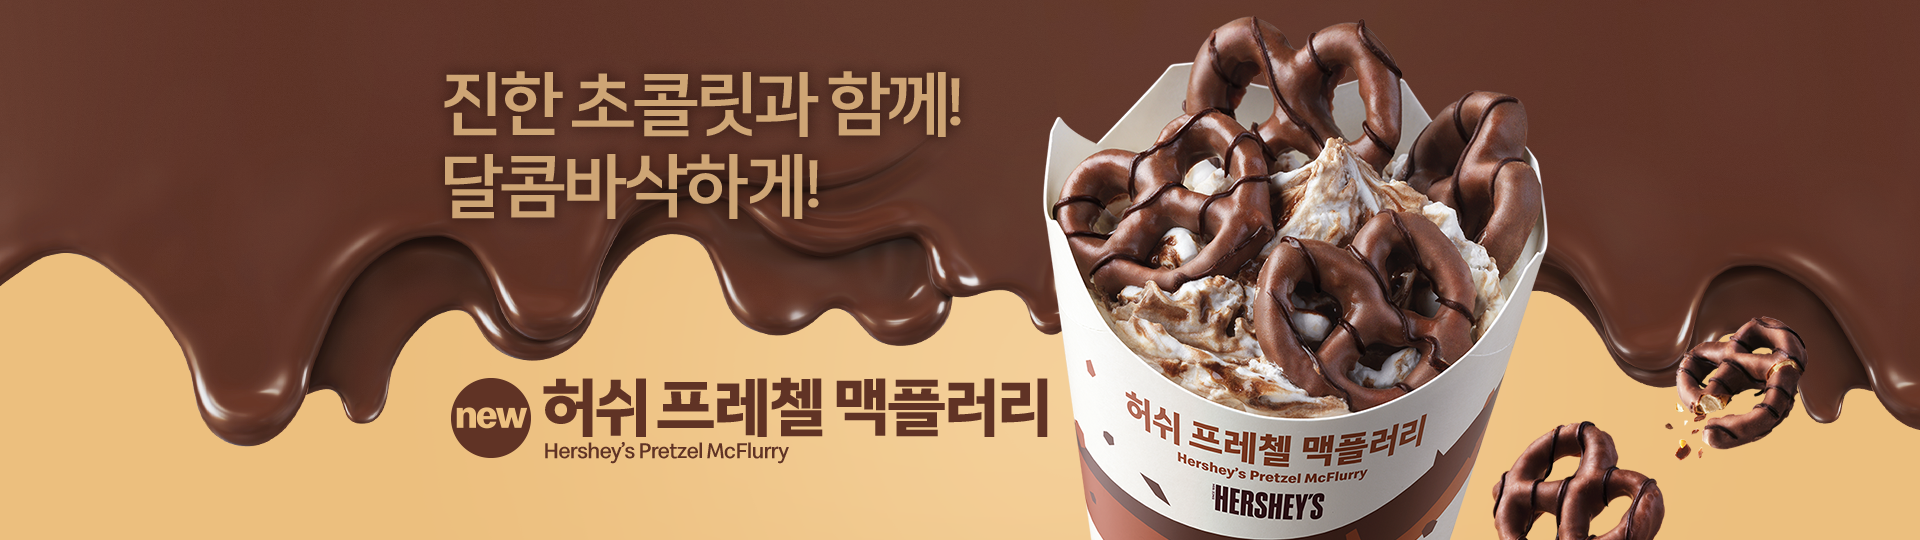 진한 초콜릿과 함께!
달콤바삭하게!
new 허쉬 프레첼 맥플러리
Hershey's Pretzel McFlurry
허쉬 프레첼 맥플러리
Hershey's Pretzel McFlurry
HERSHEY'S